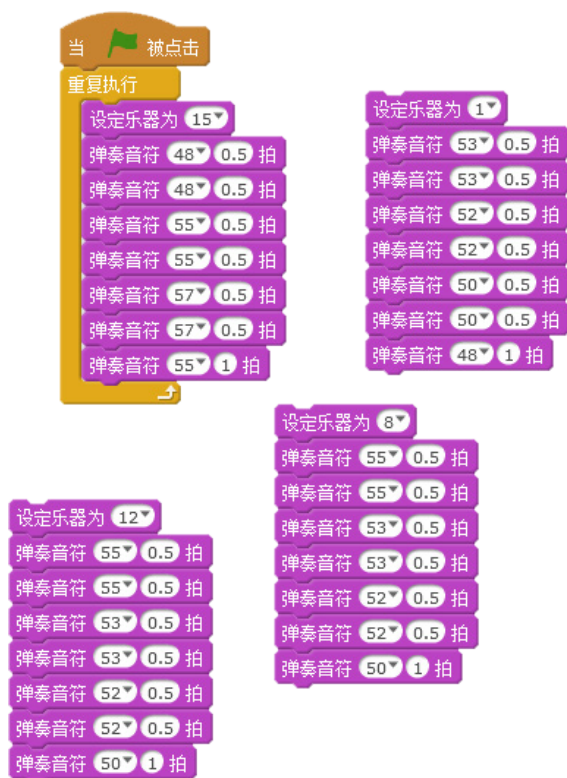 当 被点击
重复执行
设定乐器为 15
弹奏音符 48 0.5 拍
弹奏音符 48 0.5 拍
弹奏音符 55 0.5 拍
弹奏音符 55 0.5 拍
弹奏音符 57 0.5 拍
弹奏音符 57 0.5 拍
弹奏音符 55 1 拍
设定乐器为 1
弹奏音符 53 0.5 拍
弹奏音符 53 0.5 拍
弹奏音符 52 0.5 拍
弹奏音符 52 0.5 拍
弹奏音符 50 0.5 拍
弹奏音符 50 0.5 拍
弹奏音符 48 1 拍
设定乐器为 8
弹奏音符 55 0.5 拍
弹奏音符 55 0.5 拍
弹奏音符 53 0.5 拍
弹奏音符 53 0.5 拍
弹奏音符 52 0.5 拍
弹奏音符 52 0.5 拍
弹奏音符 50 1 拍
设定乐器为 12
弹奏音符 55 0.5 拍
弹奏音符 55 0.5 拍
弹奏音符 53 0.5 拍
弹奏音符 53 0.5 拍
弹奏音符 52 0.5 拍
弹奏音符 52 0.5 拍
弹奏音符 50 1 拍